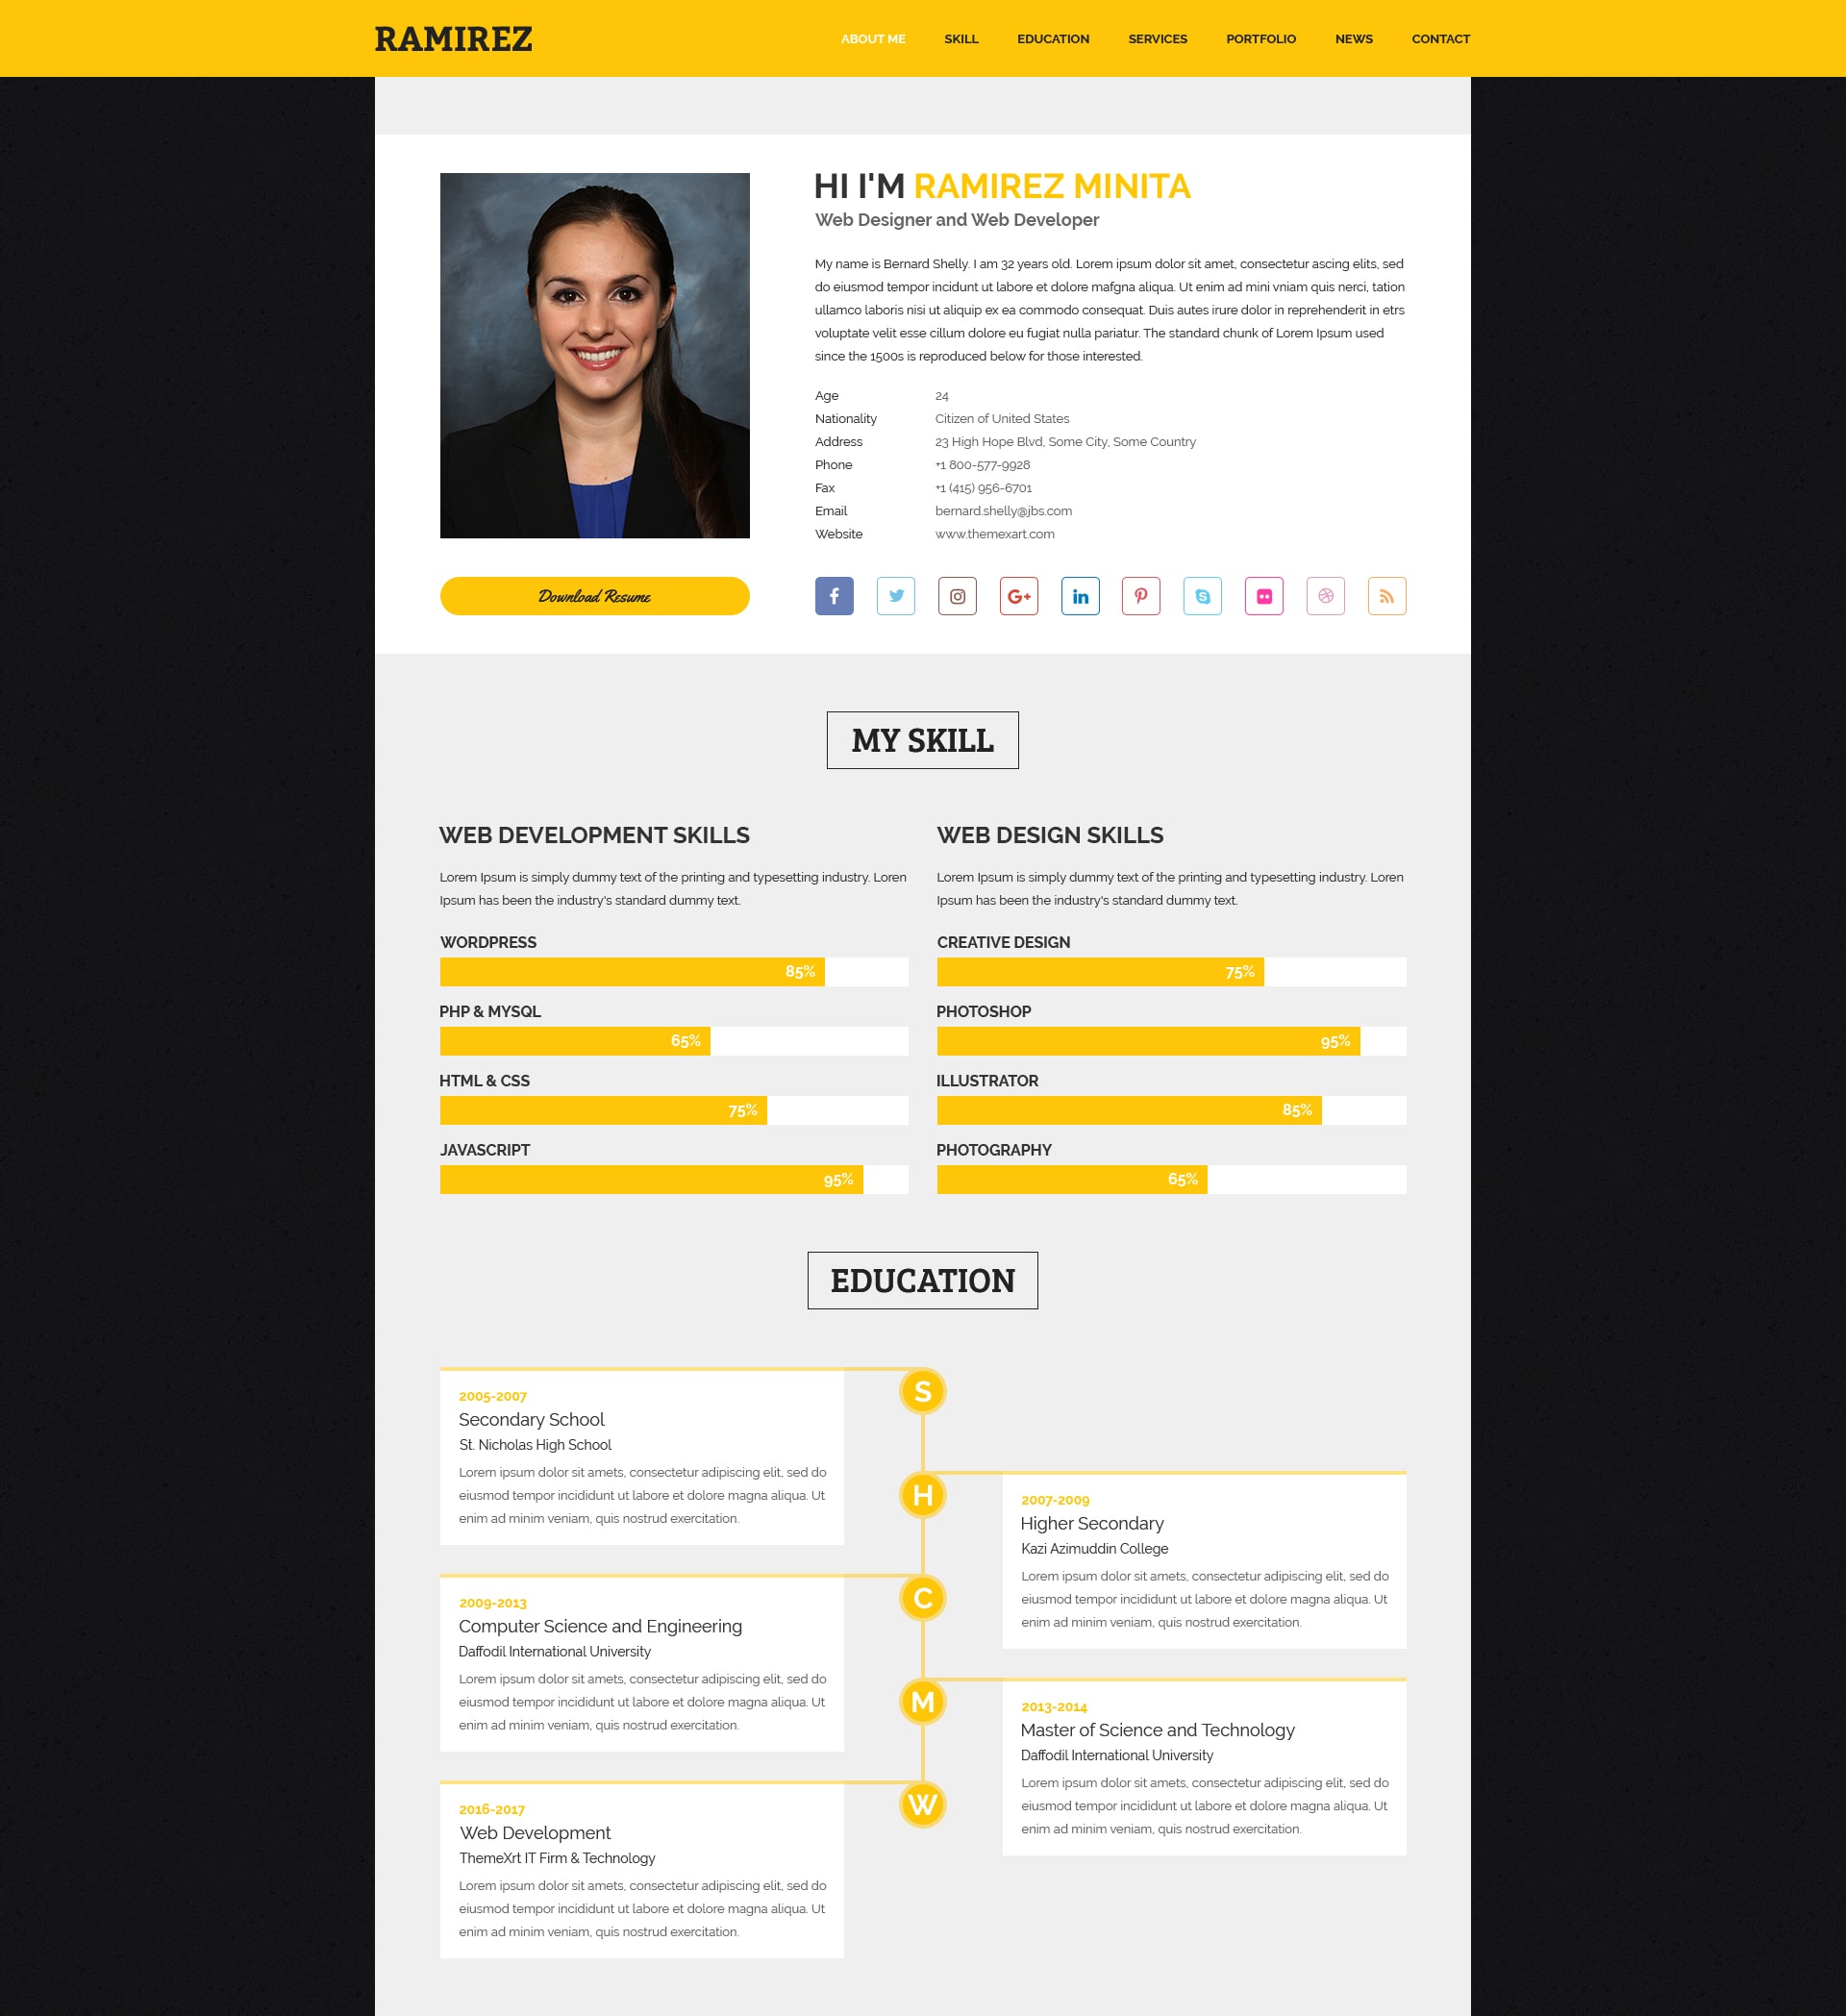 RAMIREZ
ABOUT ME SKILL EDUCATION SERVICES PORTFOLIO NEWS CONTACT
HI I'M RAMIREZ MINITA
Web Designer and Web Developer
My name is Bernard Shelly. I am 32 years old. Lorem ipsum dolor sit amet, consectetur ascing elits, sed
do eiusmod tempor incidunt ut labore et dolore mafgna aliqua. Ut enim ad mini vniam quis nerci, tation
ullamco laboris nisi ut aliquip ex ea commodo consequat. Duis autes irure dolor in reprehenderit in etrs
voluptate velit esse cillum dolore eu fugiat nulla pariatur. The standard chunk of Lorem Ipsum used
since the 1500s is reproduced below for those interested.
Age 24
Nationality Citizen of United States
Address 23 High Hope Blvd, Some City, Some Country
Phone +1 800-577-9928
Fax +1 (415) 956-6701
Email bernard.shelly@jbs.com
Website www.themexart.com
Download Resume
MY SKILL
WEB DEVELOPMENT SKILLS
Lorem Ipsum is simply dummy text of the printing and typesetting industry. Loren
Ipsum has been the industry's standard dummy text.
WORDPRESS
85%
PHP & MYSQL
65%
HTML & CSS
75%
JAVASCRIPT
95%
WEB DESIGN SKILLS
Lorem Ipsum is simply dummy text of the printing and typesetting industry. Loren
Ipsum has been the industry's standard dummy text.
CREATIVE DESIGN
75%
PHOTOSHOP
95%
ILLUSTRATOR
85%
PHOTOGRAPHY
65%
EDUCATION
S
2005-2007
Secondary School
St. Nicholas High School
Lorem ipsum dolor sit amets, consectetur adipiscing elit, sed do
eiusmod tempor incididunt ut labore et dolore magna aliqua. Ut
enim ad minim veniam, quis nostrud exercitation.
H
2007-2009
Higher Secondary
Kazi Azimuddin College
Lorem ipsum dolor sit amets, consectetur adipiscing elit, sed do
eiusmod tempor incididunt ut labore et dolore magna aliqua. Ut
enim ad minim veniam, quis nostrud exercitation.
C
2009-2013
Computer Science and Engineering
Daffodil International University
Lorem ipsum dolor sit amets, consectetur adipiscing elit, sed do
eiusmod tempor incididunt ut labore et dolore magna aliqua. Ut
enim ad minim veniam, quis nostrud exercitation.
M
2013-2014
Master of Science and Technology
Daffodil International University
Lorem ipsum dolor sit amets, consectetur adipiscing elit, sed do
eiusmod tempor incididunt ut labore et dolore magna aliqua. Ut
enim ad minim veniam, quis nostrud exercitation.
W
2016-2017
Web Development
ThemeXrt IT Firm & Technology
Lorem ipsum dolor sit amets, consectetur adipiscing elit, sed do
eiusmod tempor incididunt ut labore et dolore magna aliqua. Ut
enim ad minim veniam, quis nostrud exercitation.